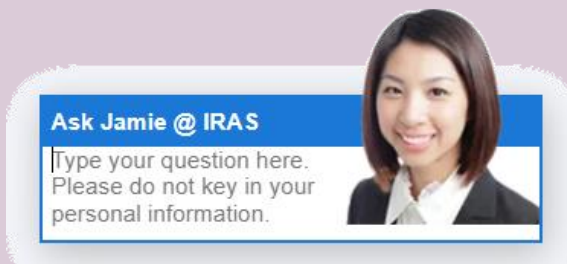 Ask Jamie @ IRAS
Type your question here.
Please do not key in your
personal information.